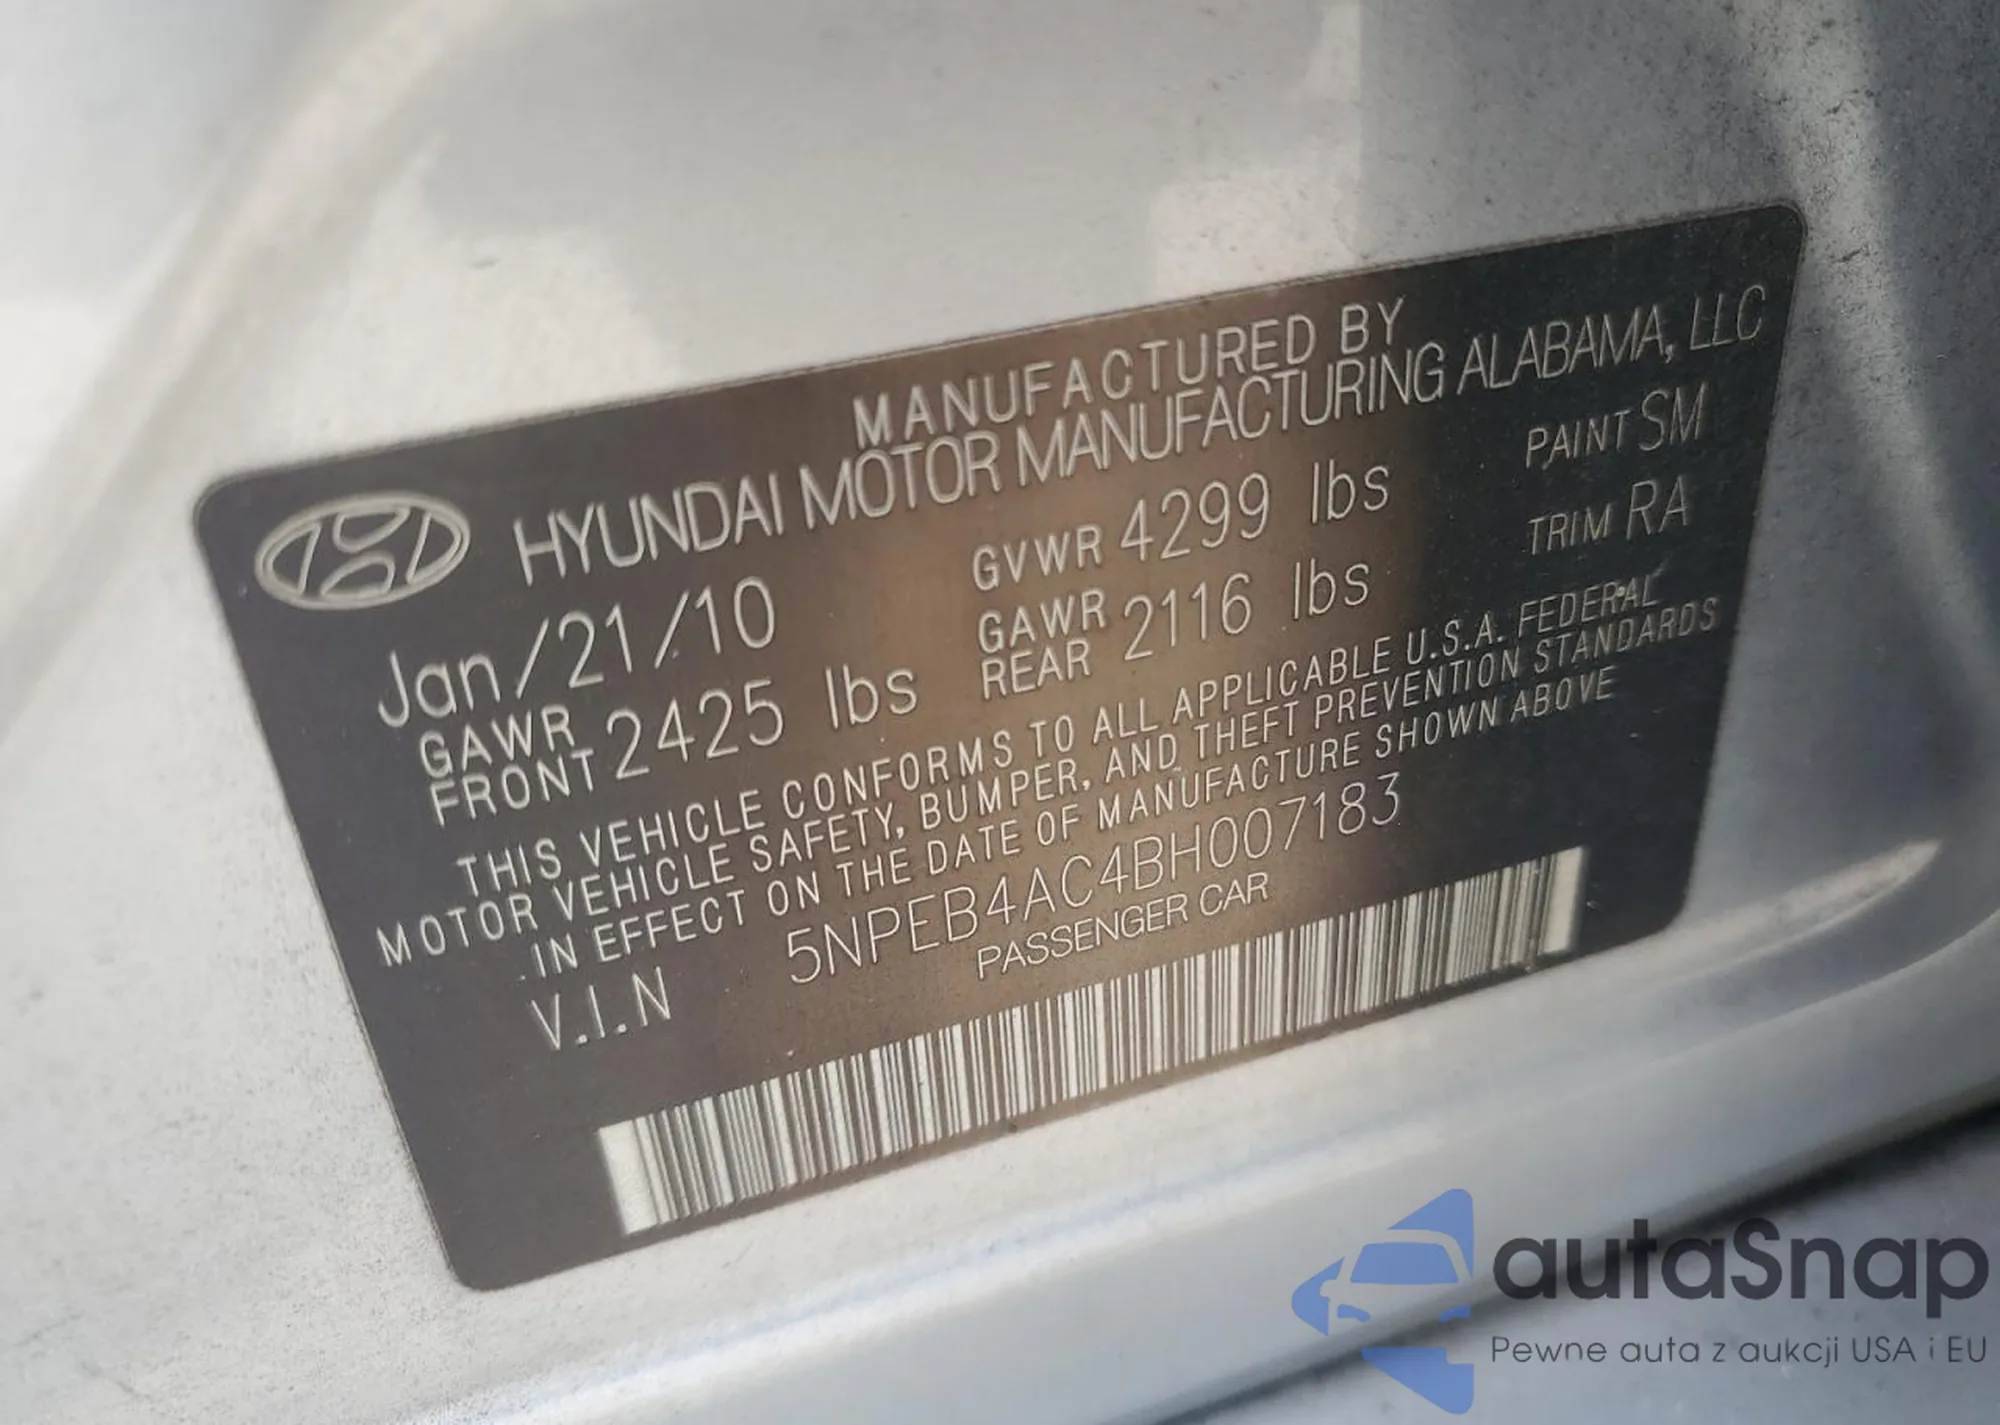 MANUFACTURED BY
HYUNDAI MOTOR MANUFACTURING ALABAMA, LLC
Jan/21/10 GVWR 4299 lbs PAINT SM
GAWR FRONT 2425 lbs GAWR REAR 2116 lbs TRIM RA
THIS VEHICLE CONFORMS TO ALL APPLICABLE U.S.A. FEDERAL
MOTOR VEHICLE SAFETY, BUMPER, AND THEFT PREVENTION STANDARDS
IN EFFECT ON THE DATE OF MANUFACTURE SHOWN ABOVE
V.I.N 5NPEB4AC4BH007183
PASSENGER CAR
autaSnap
Pewne auta z aukcji USA i EU